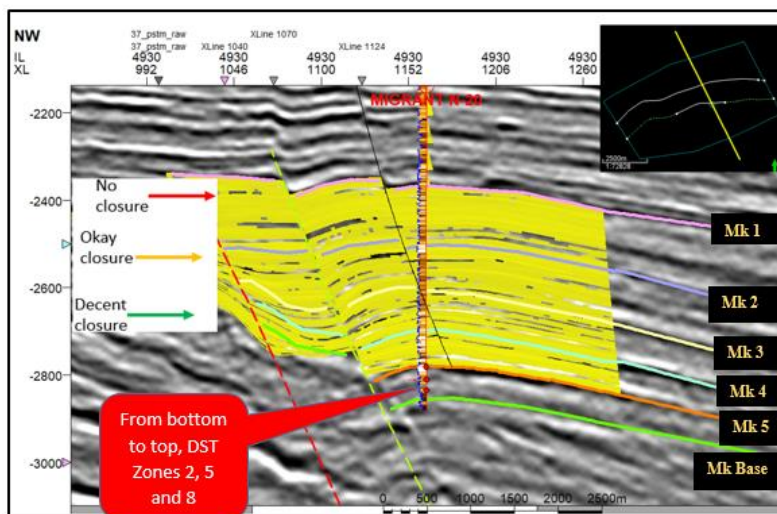 NW
37_pstm_raw XLine 1070
37_pstm_raw XLine 1040 XLine 1124
IL 4930 4930 4930 4930 4930 4930
XL 992 1046 1100 1152 1206 1260
MIGRANT N-20
2500m
1:72828
-2200
-2400
-2600
-2800
-3000
No
closure
Okay
closure
Decent
closure
Mk 1
Mk 2
Mk 3
Mk 4
Mk 5
Mk Base
From bottom
to top, DST
Zones 2, 5
and 8
0 500 1000 1500 2000 2500m